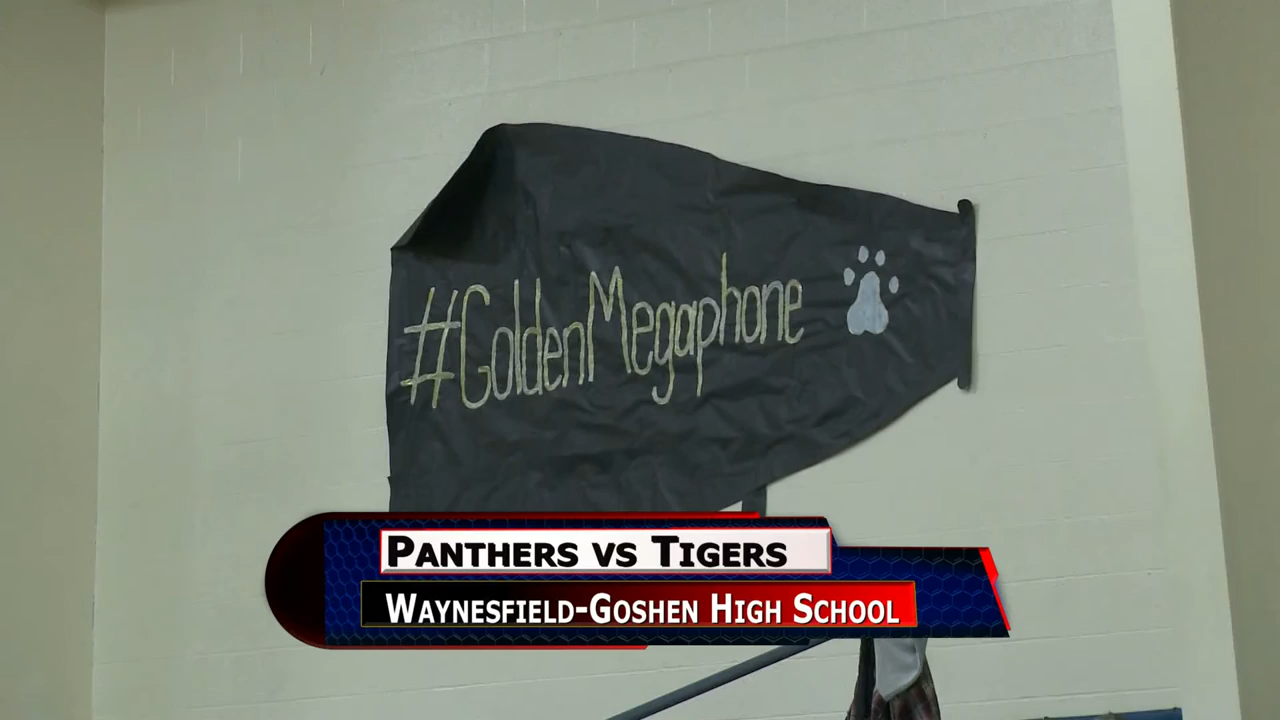 #GoldenMegaphone
PANTHERS VS TIGERS
WAYNESFIELD-GOSHEN HIGH SCHOOL